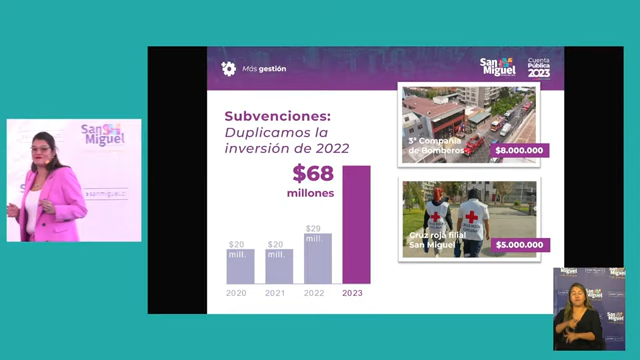 Más gestión
San
Miguel
Cuenta
Pública
2023
Subvenciones:
Duplicamos la
inversión de 2022
$68
millones
$29
mill.
$20
mill.
$20
mill.
2020
2021
2022
2023
3ª Compañía
de Bomberos
$8.000.000
Cruz roja filial
San Miguel
$5.000.000
San
Miguel
San
Miguel